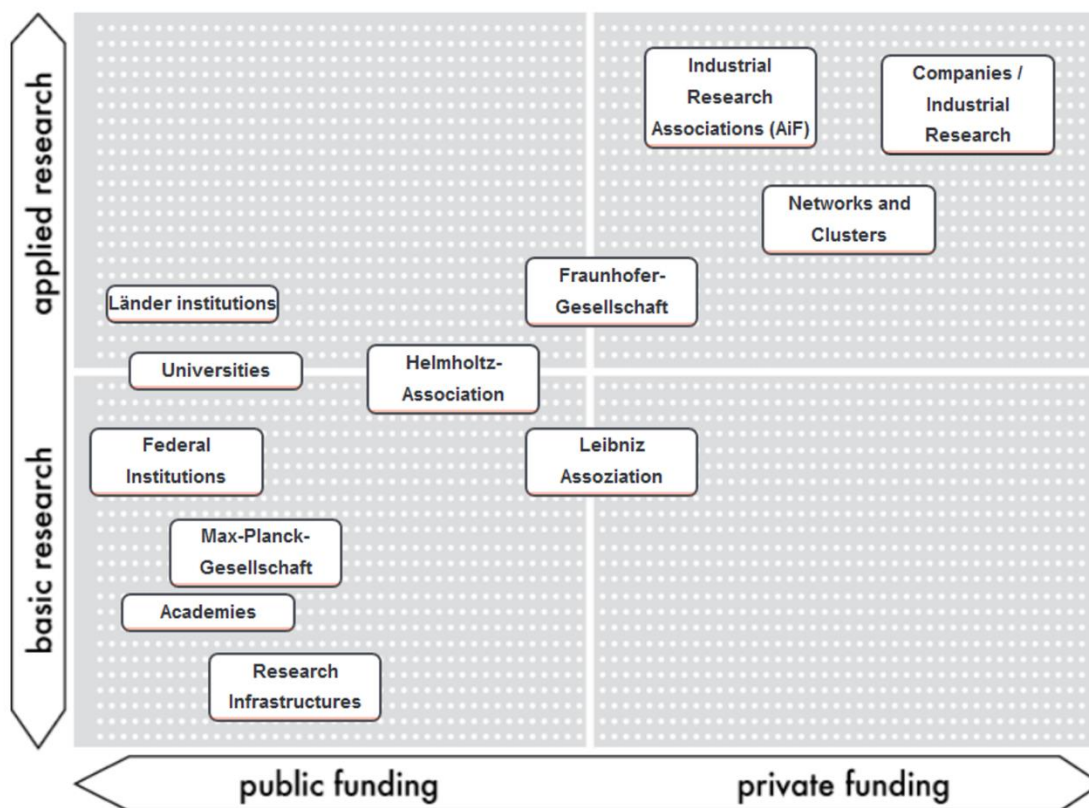 applied research
basic research
Industrial
Research
Associations (AiF)
Companies /
Industrial
Research
Networks and
Clusters
Fraunhofer-
Gesellschaft
Länder institutions
Universities
Helmholtz-
Association
Federal
Institutions
Leibniz
Assoziation
Max-Planck-
Gesellschaft
Academies
Research
Infrastructures
public funding
private funding